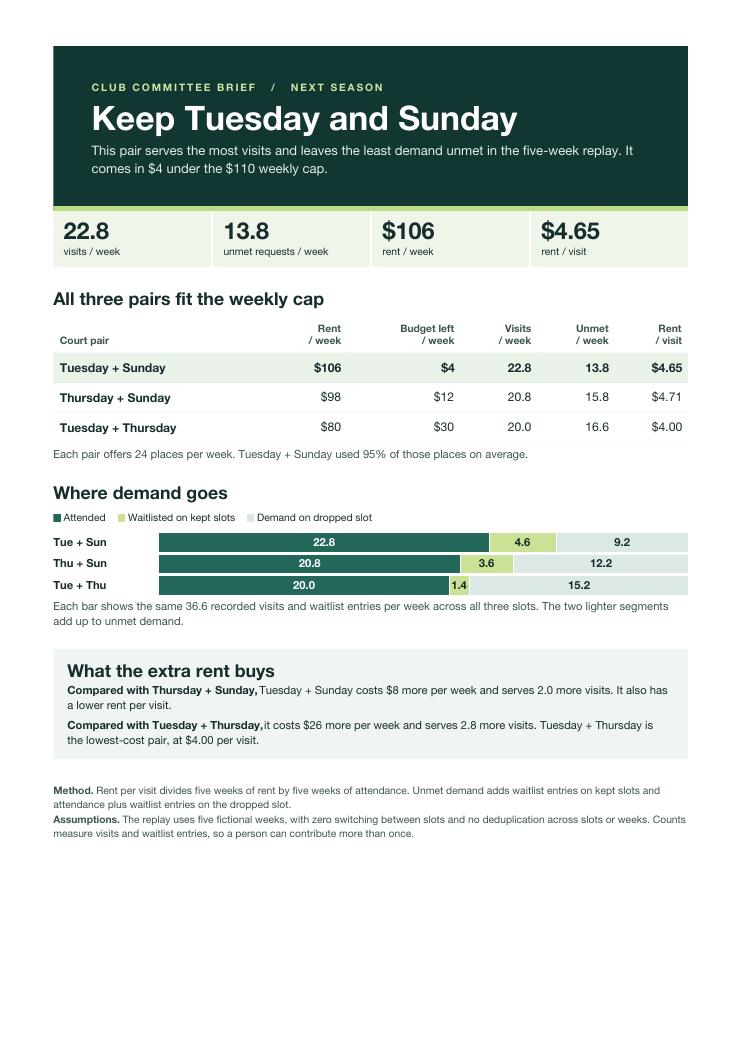 CLUB COMMITTEE BRIEF / NEXT SEASON
Keep Tuesday and Sunday
This pair serves the most visits and leaves the least demand unmet in the five-week replay. It
comes in $4 under the $110 weekly cap.
22.8 13.8 $106 $4.65
visits / week unmet requests / week rent / week rent / visit
All three pairs fit the weekly cap
Rent Budget left Visits Unmet Rent
Court pair / week / week / week / week / visit
Tuesday + Sunday $106 $4 22.8 13.8 $4.65
Thursday + Sunday $98 $12 20.8 15.8 $4.71
Tuesday + Thursday $80 $30 20.0 16.6 $4.00
Each pair offers 24 places per week. Tuesday + Sunday used 95% of those places on average.
Where demand goes
Attended Waitlisted on kept slots Demand on dropped slot
Tue + Sun 22.8 4.6 9.2
Thu + Sun 20.8 3.6 12.2
Tue + Thu 20.0 1.4 15.2
Each bar shows the same 36.6 recorded visits and waitlist entries per week across all three slots. The two lighter segments
add up to unmet demand.
What the extra rent buys
Compared with Thursday + Sunday, Tuesday + Sunday costs $8 more per week and serves 2.0 more visits. It also has
a lower rent per visit.
Compared with Tuesday + Thursday, it costs $26 more per week and serves 2.8 more visits. Tuesday + Thursday is
the lowest-cost pair, at $4.00 per visit.
Method. Rent per visit divides five weeks of rent by five weeks of attendance. Unmet demand adds waitlist entries on kept slots and
attendance plus waitlist entries on the dropped slot.
Assumptions. The replay uses five fictional weeks, with zero switching between slots and no deduplication across slots or weeks. Counts
measure visits and waitlist entries, so a person can contribute more than once.